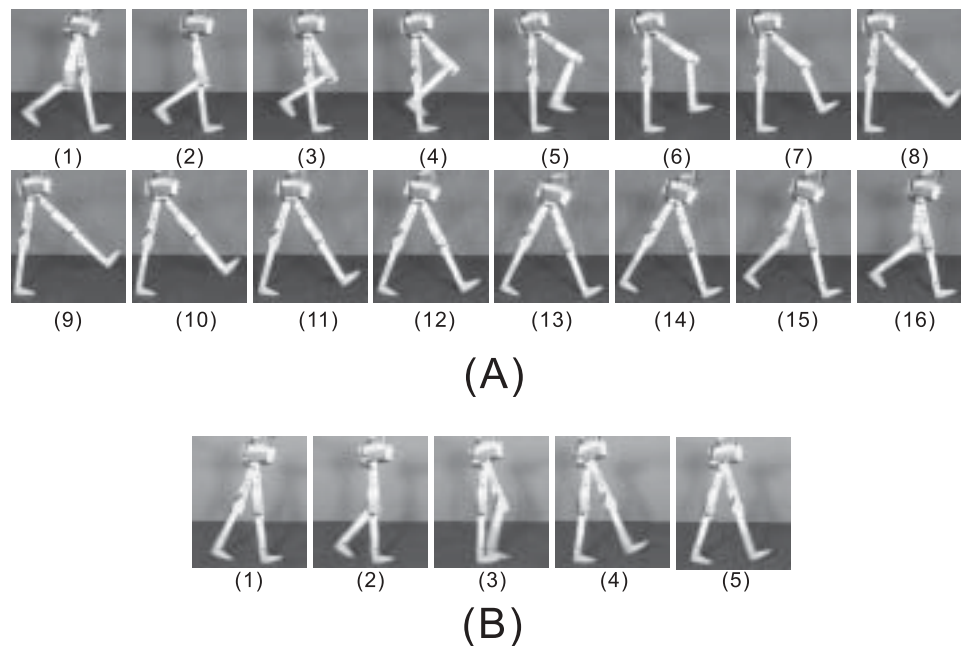 (1) (2) (3) (4) (5) (6) (7) (8)
(9) (10) (11) (12) (13) (14) (15) (16)
(A)
(1) (2) (3) (4) (5)
(B)